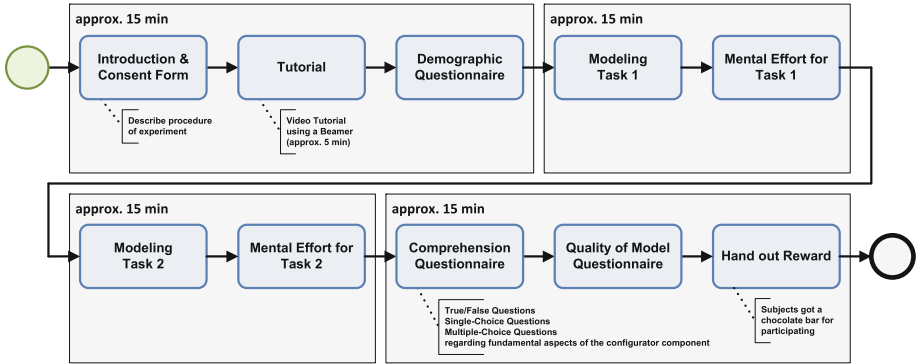 approx. 15 min
Introduction &
Consent Form
Tutorial
Demographic
Questionnaire
Describe procedure
of experiment
Video Tutorial
using a Beamer
(approx. 5 min)
approx. 15 min
Modeling
Task 1
Mental Effort for
Task 1
approx. 15 min
Modeling
Task 2
Mental Effort for
Task 2
approx. 15 min
Comprehension
Questionnaire
Quality of Model
Questionnaire
Hand out Reward
True/False Questions
Single-Choice Questions
Multiple-Choice Questions
regarding fundamental aspects of the configurator component
Subjects got a
chocolate bar for
participating